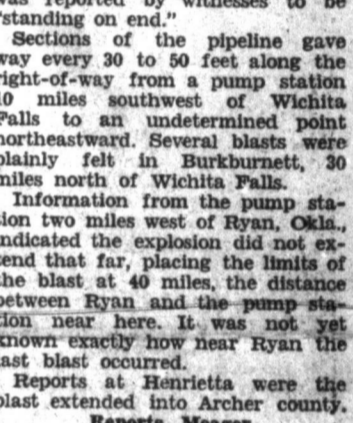 was reported by witnesses to be
"standing on end."
Sections of the pipeline gave
way every 30 to 50 feet along the
right-of-way from a pump station
10 miles southwest of Wichita
Falls to an undetermined point
northeastward. Several blasts were
plainly felt in Burkburnett, 30
miles north of Wichita Falls.
Information from the pump sta-
tion two miles west of Ryan, Okla.,
indicated the explosion did not ex-
tend that far, placing the limits of
the blast at 40 miles, the distance
between Ryan and the pump sta-
tion near here. It was not yet
known exactly how near Ryan the
last blast occurred.
Reports at Henrietta were the
blast extended into Archer county.
Reports Meager